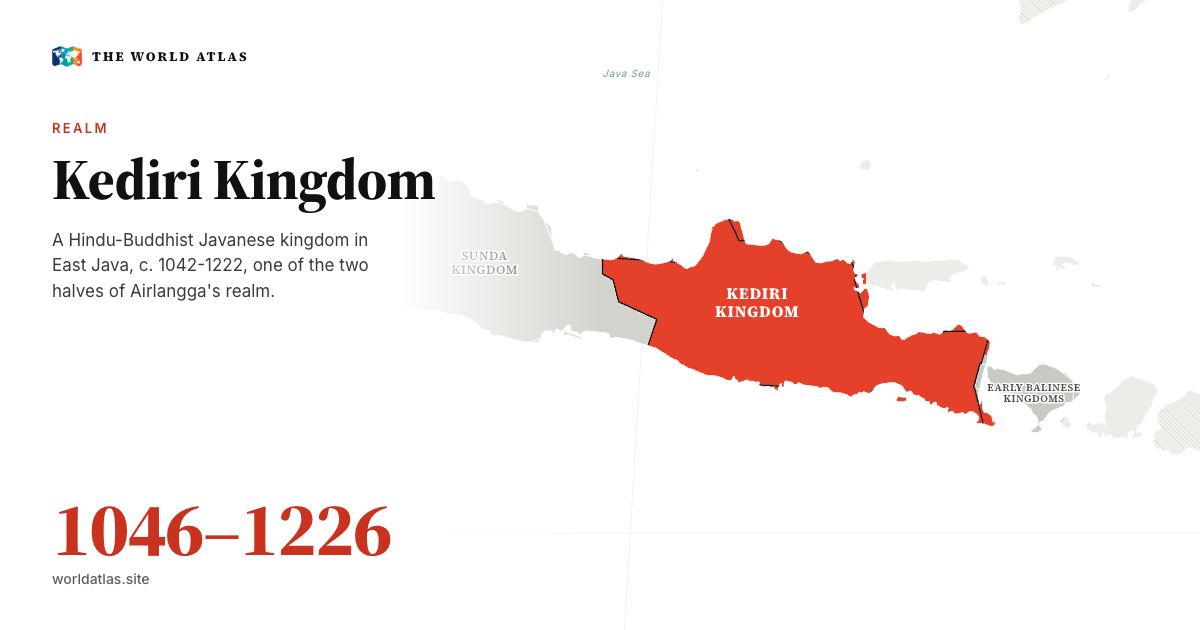 THE WORLD ATLAS
REALM
Kediri Kingdom
A Hindu-Buddhist Javanese kingdom in
East Java, c. 1042-1222, one of the two
halves of Airlangga's realm.
1046–1226
worldatlas.site
Java Sea
SUNDA
KINGDOM
KEDIRI
KINGDOM
EARLY BALINESE
KINGDOMS